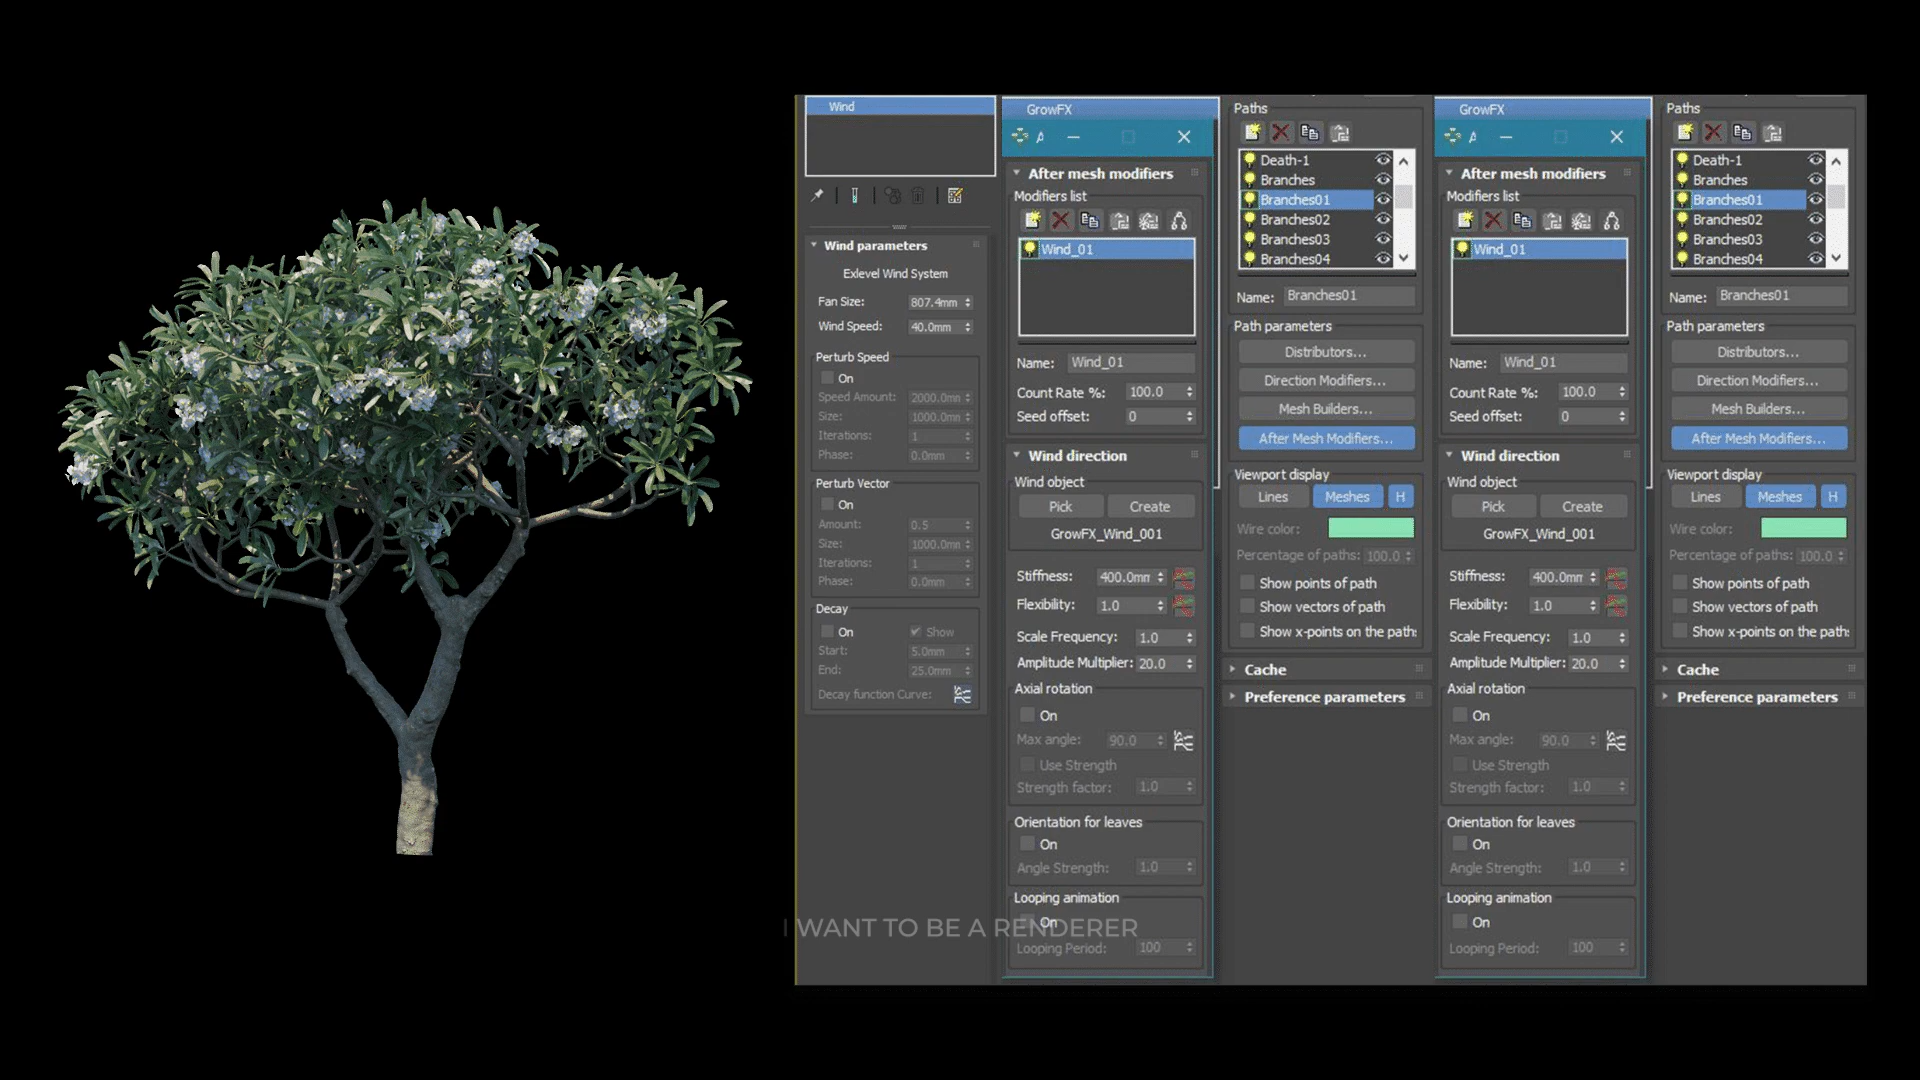 Wind
Wind parameters
Exlevel Wind System
Fan Size: 807.4mm
Wind Speed: 40.0mm
Perturb Speed
On
Speed Amount: 2000.0mm
Size: 1000.0mm
Iterations: 1
Phase: 0.0mm
Perturb Vector
On
Amount: 0.5
Size: 1000.0mm
Iterations: 1
Phase: 0.0mm
Decay
On Show
Start: 5.0mm
End: 25.0mm
Decay function Curve:
GrowFX
A
After mesh modifiers
Modifiers list
Wind_01
Name: Wind_01
Count Rate %: 100.0
Seed offset: 0
Wind direction
Wind object
Pick Create
GrowFX_Wind_001
Stiffness: 400.0mm
Flexibility: 1.0
Scale Frequency: 1.0
Amplitude Multiplier: 20.0
Axial rotation
On
Max angle: 90.0
Use Strength
Strength factor: 1.0
Orientation for leaves
On
Angle Strength: 1.0
Looping animation
On
Looping Period: 100
Paths
Death-1
Branches
Branches01
Branches02
Branches03
Branches04
Name: Branches01
Path parameters
Distributors...
Direction Modifiers...
Mesh Builders...
After Mesh Modifiers...
Viewport display
Lines Meshes H
Wire color:
Percentage of paths: 100.0
Show points of path
Show vectors of path
Show x-points on the path
Cache
Preference parameters
GrowFX
A
After mesh modifiers
Modifiers list
Wind_01
Name: Wind_01
Count Rate %: 100.0
Seed offset: 0
Wind direction
Wind object
Pick Create
GrowFX_Wind_001
Stiffness: 400.0mm
Flexibility: 1.0
Scale Frequency: 1.0
Amplitude Multiplier: 20.0
Axial rotation
On
Max angle: 90.0
Use Strength
Strength factor: 1.0
Orientation for leaves
On
Angle Strength: 1.0
Looping animation
On
Looping Period: 100
Paths
Death-1
Branches
Branches01
Branches02
Branches03
Branches04
Name: Branches01
Path parameters
Distributors...
Direction Modifiers...
Mesh Builders...
After Mesh Modifiers...
Viewport display
Lines Meshes H
Wire color:
Percentage of paths: 100.0
Show points of path
Show vectors of path
Show x-points on the path
Cache
Preference parameters
I WANT TO BE A RENDERER